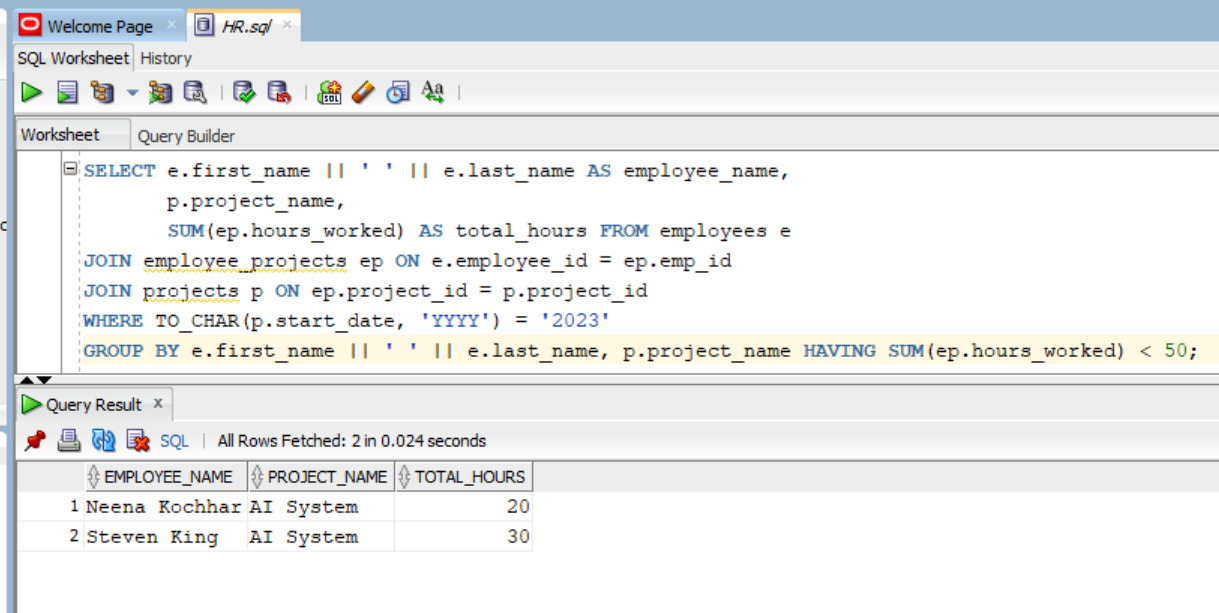 Welcome Page × HR.sql ×
SQL Worksheet History
Worksheet Query Builder
SELECT e.first_name || ' ' || e.last_name AS employee_name,
p.project_name,
SUM(ep.hours_worked) AS total_hours FROM employees e
JOIN employee_projects ep ON e.employee_id = ep.emp_id
JOIN projects p ON ep.project_id = p.project_id
WHERE TO_CHAR(p.start_date, 'YYYY') = '2023'
GROUP BY e.first_name || ' ' || e.last_name, p.project_name HAVING SUM(ep.hours_worked) < 50;
Query Result x
SQL | All Rows Fetched: 2 in 0.024 seconds
EMPLOYEE_NAME PROJECT_NAME TOTAL_HOURS
1 Neena Kochhar AI System 20
2 Steven King AI System 30